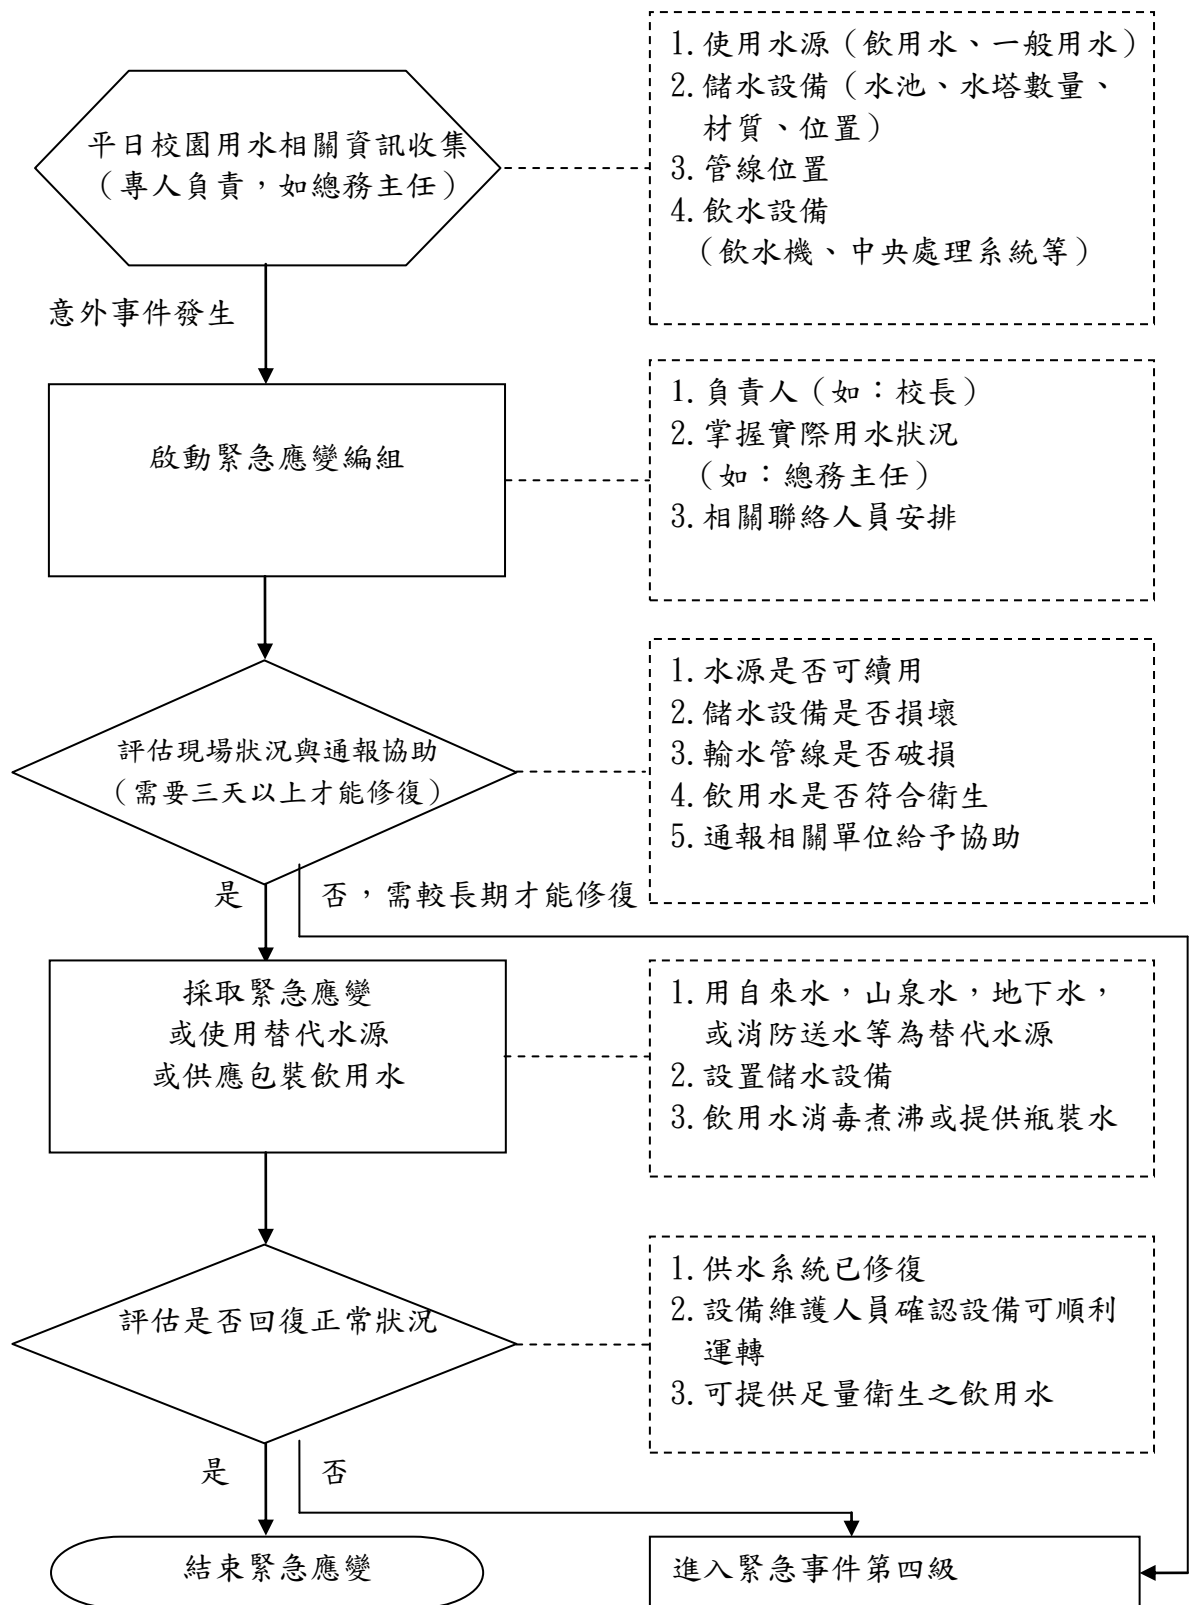 平日校園用水相關資訊收集
（專人負責，如總務主任）
1.使用水源（飲用水、一般用水）
2.儲水設備（水池、水塔數量、
材質、位置）
3.管線位置
4.飲水設備
（飲水機、中央處理系統等）
意外事件發生
啟動緊急應變編組
1.負責人（如：校長）
2.掌握實際用水狀況
（如：總務主任）
3.相關聯絡人員安排
評估現場狀況與通報協助
（需要三天以上才能修復）
1.水源是否可續用
2.儲水設備是否損壞
3.輸水管線是否破損
4.飲用水是否符合衛生
5.通報相關單位給予協助
是
否，需較長期才能修復
採取緊急應變
或使用替代水源
或供應包裝飲用水
1.用自來水，山泉水，地下水，
或消防送水等為替代水源
2.設置儲水設備
3.飲用水消毒煮沸或提供瓶裝水
評估是否回復正常狀況
1.供水系統已修復
2.設備維護人員確認設備可順利
運轉
3.可提供足量衛生之飲用水
是
否
結束緊急應變
進入緊急事件第四級